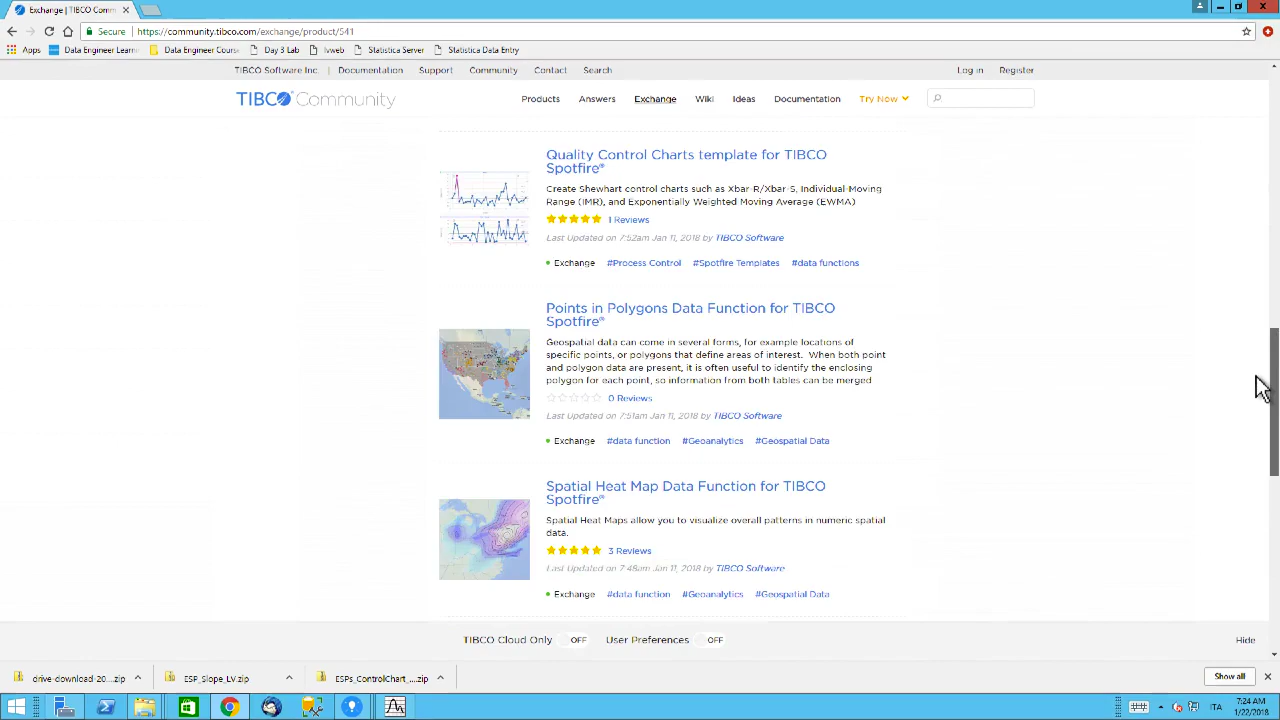 Exchange | TIBCO Comm
Secure https://community.tibco.com/exchange/product/541
Apps Data Engineer Learn Data Engineer Cours Day 3 Lab lvweb Statistica Server Statistica Data Entry
TIBCO Software Inc. | Documentation Support Community Contact Search Log in Register
TIBCO Community Products Answers Exchange Wiki Ideas Documentation Try Now
Quality Control Charts template for TIBCO
Spotfire®
Create Shewhart control charts such as Xbar-R/Xbar-S, Individual-Moving
Range (IMR), and Exponentially Weighted Moving Average (EWMA)
1 Reviews
Last Updated on 7:52am Jan 11, 2018 by TIBCO Software
Exchange #Process Control #Spotfire Templates #data functions
Points in Polygons Data Function for TIBCO
Spotfire®
Geospatial data can come in several forms, for example locations of
specific points, or polygons that define areas of interest. When both point
and polygon data are present, it is often useful to identify the enclosing
polygon for each point, so information from both tables can be merged
0 Reviews
Last Updated on 7:51am Jan 11, 2018 by TIBCO Software
Exchange #data function #Geoanalytics #Geospatial Data
Spatial Heat Map Data Function for TIBCO
Spotfire®
Spatial Heat Maps allow you to visualize overall patterns in numeric spatial
data.
3 Reviews
Last Updated on 7:48am Jan 11, 2018 by TIBCO Software
Exchange #data function #Geoanalytics #Geospatial Data
TIBCO Cloud Only OFF User Preferences OFF Hide
drive-download-20....zip ESP_Slope_LV.zip ESPs_ControlChart_....zip Show all
ITA 7:24 AM
1/22/2018